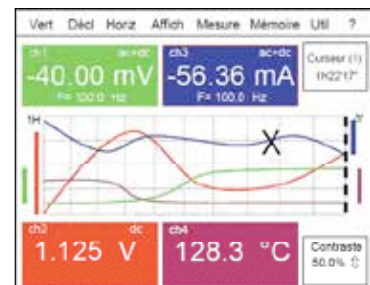 Vert Décl Horz Affich Mesure Mémoire Util ?
ch1 ac+dc
-40.00 mV
F= 100.0 Hz
ch3 ac+dc
-56.36 mA
F= 100.0 Hz
Curseur (1)
1H22'17"
1H
X
ch2 dc
1.125 V
ch4
128.3 °C
Contraste
50.0%